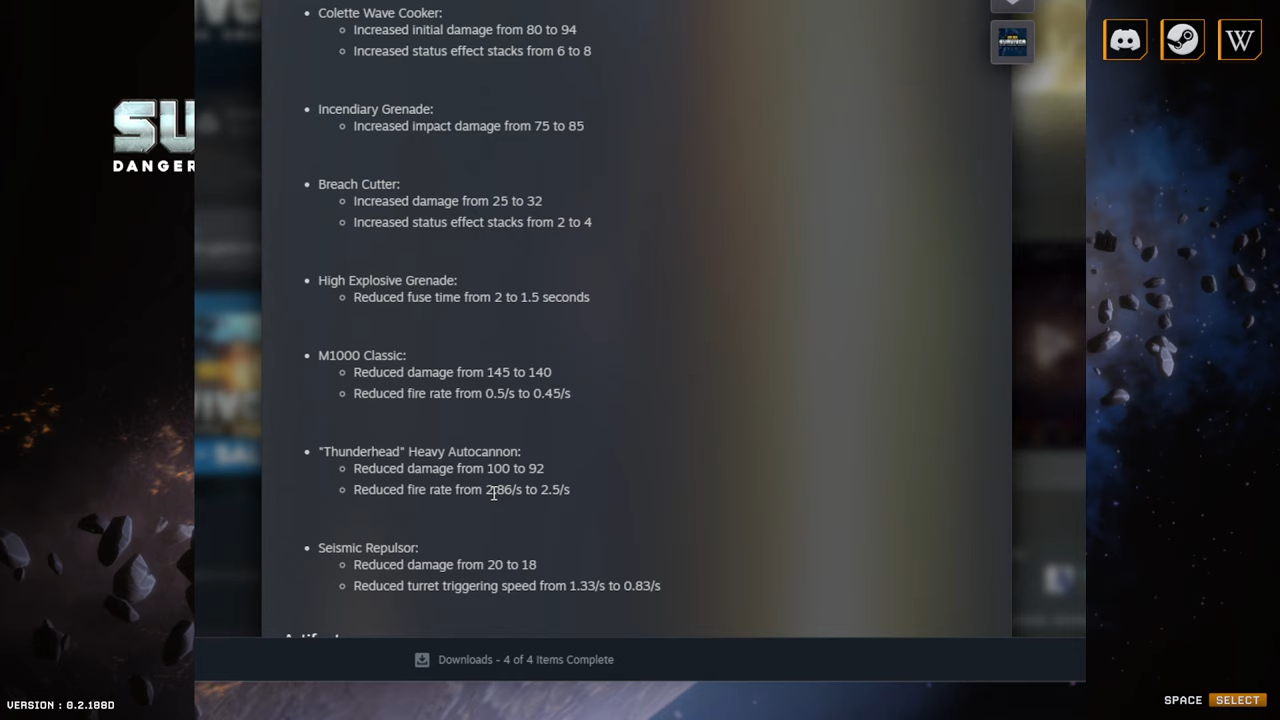 Colette Wave Cooker:
Increased initial damage from 80 to 94
Increased status effect stacks from 6 to 8
Incendiary Grenade:
Increased impact damage from 75 to 85
Breach Cutter:
Increased damage from 25 to 32
Increased status effect stacks from 2 to 4
High Explosive Grenade:
Reduced fuse time from 2 to 1.5 seconds
M1000 Classic:
Reduced damage from 145 to 140
Reduced fire rate from 0.5/s to 0.45/s
"Thunderhead" Heavy Autocannon:
Reduced damage from 100 to 92
Reduced fire rate from 2.86/s to 2.5/s
Seismic Repulsor:
Reduced damage from 20 to 18
Reduced turret triggering speed from 1.33/s to 0.83/s
Downloads - 4 of 4 Items Complete
SU
DANGER
SURVIVOR
W
VERSION : 0.2.188D
SPACE SELECT